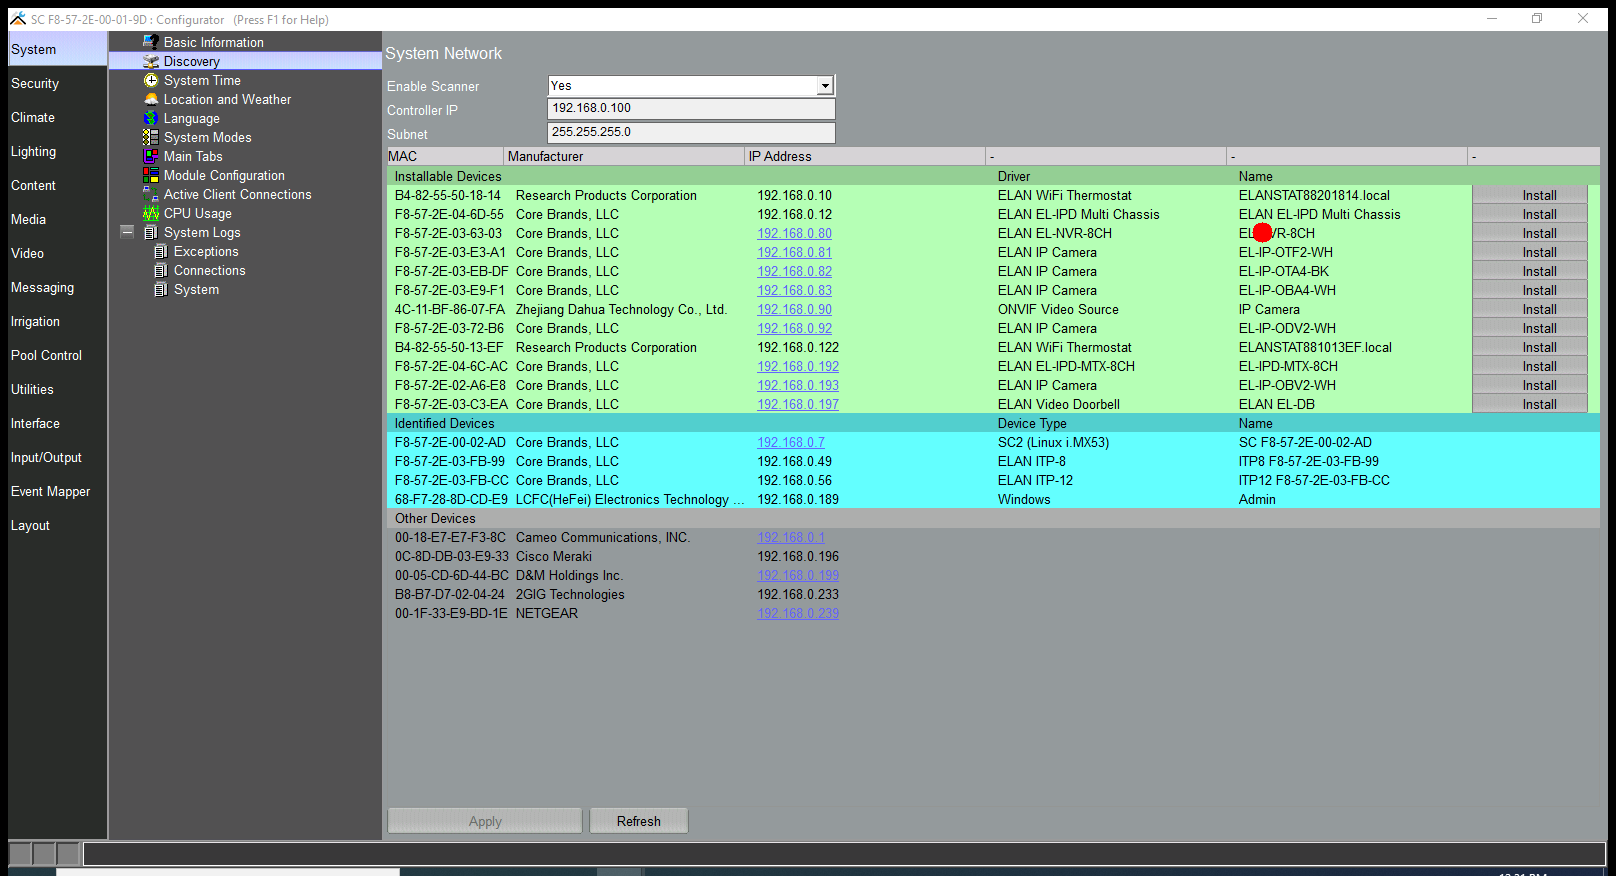 SC F8-57-2E-00-01-9D : Configurator (Press F1 for Help)
System
Security
Climate
Lighting
Content
Media
Video
Messaging
Irrigation
Pool Control
Utilities
Interface
Input/Output
Event Mapper
Layout
Basic Information
Discovery
System Time
Location and Weather
Language
System Modes
Main Tabs
Module Configuration
Active Client Connections
CPU Usage
System Logs
Exceptions
Connections
System
System Network
Enable Scanner Yes
Controller IP 192.168.0.100
Subnet 255.255.255.0
MAC Manufacturer IP Address - - -
Installable Devices Driver Name
B4-82-55-50-18-14 Research Products Corporation 192.168.0.10 ELAN WiFi Thermostat ELANSTAT88201814.local Install
F8-57-2E-04-6D-55 Core Brands, LLC 192.168.0.12 ELAN EL-IPD Multi Chassis ELAN EL-IPD Multi Chassis Install
F8-57-2E-03-63-03 Core Brands, LLC 192.168.0.80 ELAN EL-NVR-8CH Install
F8-57-2E-03-E3-A1 Core Brands, LLC 192.168.0.81 ELAN IP Camera EL-IP-OTF2-WH Install
F8-57-2E-03-EB-DF Core Brands, LLC 192.168.0.82 ELAN IP Camera EL-IP-OTA4-BK Install
F8-57-2E-03-E9-F1 Core Brands, LLC 192.168.0.83 ELAN IP Camera EL-IP-OBA4-WH Install
4C-11-BF-86-07-FA Zhejiang Dahua Technology Co., Ltd. 192.168.0.90 ONVIF Video Source IP Camera Install
F8-57-2E-03-72-B6 Core Brands, LLC 192.168.0.92 ELAN IP Camera EL-IP-ODV2-WH Install
B4-82-55-50-13-EF Research Products Corporation 192.168.0.122 ELAN WiFi Thermostat ELANSTAT881013EF.local Install
F8-57-2E-04-6C-AC Core Brands, LLC 192.168.0.192 ELAN EL-IPD-MTX-8CH EL-IPD-MTX-8CH Install
F8-57-2E-02-A6-E8 Core Brands, LLC 192.168.0.193 ELAN IP Camera EL-IP-OBV2-WH Install
F8-57-2E-03-C3-EA Core Brands, LLC 192.168.0.197 ELAN Video Doorbell ELAN EL-DB Install
Identified Devices Device Type Name
F8-57-2E-00-02-AD Core Brands, LLC 192.168.0.7 SC2 (Linux i.MX53) SC F8-57-2E-00-02-AD
F8-57-2E-03-FB-99 Core Brands, LLC 192.168.0.49 ELAN ITP-8 ITP8 F8-57-2E-03-FB-99
F8-57-2E-03-FB-CC Core Brands, LLC 192.168.0.56 ELAN ITP-12 ITP12 F8-57-2E-03-FB-CC
68-F7-28-8D-CD-E9 LCFC(HeFei) Electronics Technology ... 192.168.0.189 Windows Admin
Other Devices
00-18-E7-E7-F3-8C Cameo Communications, INC. 192.168.0.1
0C-8D-DB-03-E9-33 Cisco Meraki 192.168.0.196
00-05-CD-6D-44-BC D&M Holdings Inc. 192.168.0.199
B8-B7-D7-02-04-24 2GIG Technologies 192.168.0.233
00-1F-33-E9-BD-1E NETGEAR 192.168.0.239
Apply Refresh